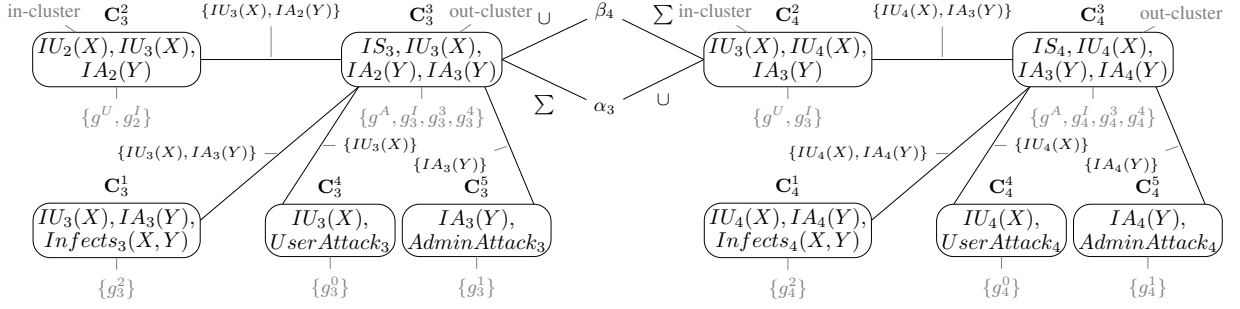 in-cluster C_3^2 {IU_3(X), IA_2(Y)} C_3^3 out-cluster ∪ β_4 ∑ in-cluster C_4^2 {IU_4(X), IA_3(Y)} C_4^3 out-cluster
IU_2(X), IU_3(X),
IA_2(Y)
IS_3, IU_3(X),
IA_2(Y), IA_3(Y)
IU_3(X), IU_4(X),
IA_3(Y)
IS_4, IU_4(X),
IA_3(Y), IA_4(Y)
∑ α_3 ∪
{g^U, g_2^I} {g^A, g_3^I, g_3^3, g_3^4} {g^U, g_3^I} {g^A, g_4^I, g_4^3, g_4^4}
{IU_3(X), IA_3(Y)} {IU_3(X)} {IA_3(Y)} {IU_4(X), IA_4(Y)} {IU_4(X)} {IA_4(Y)}
C_3^1 C_3^4 C_3^5 C_4^1 C_4^4 C_4^5
IU_3(X), IA_3(Y),
Infects_3(X, Y)
IU_3(X),
UserAttack_3
IA_3(Y),
AdminAttack_3
IU_4(X), IA_4(Y),
Infects_4(X, Y)
IU_4(X),
UserAttack_4
IA_4(Y),
AdminAttack_4
{g_3^2} {g_3^0} {g_3^1} {g_4^2} {g_4^0} {g_4^1}